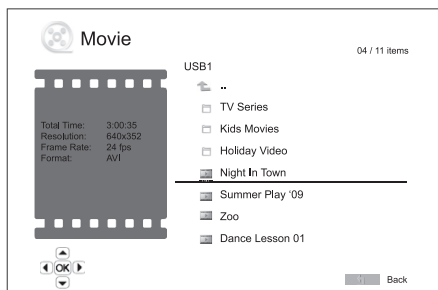 Movie
04 / 11 items
USB1
..
TV Series
Kids Movies
Holiday Video
Night In Town
Summer Play ‘09
Zoo
Dance Lesson 01
Total Time: 3:00:35
Resolution: 640x352
Frame Rate: 24 fps
Format: AVI
OK
Back